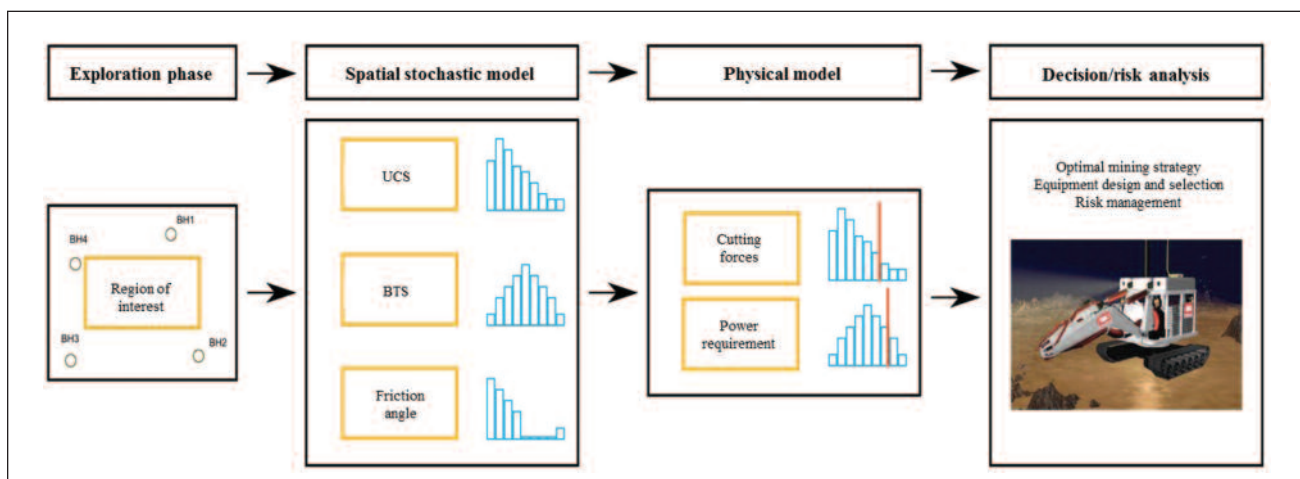 Exploration phase
Spatial stochastic model
Physical model
Decision/risk analysis
BH1
BH4
Region of
interest
BH3
BH2
UCS
BTS
Friction
angle
Cutting
forces
Power
requirement
Optimal mining strategy
Equipment design and selection
Risk management